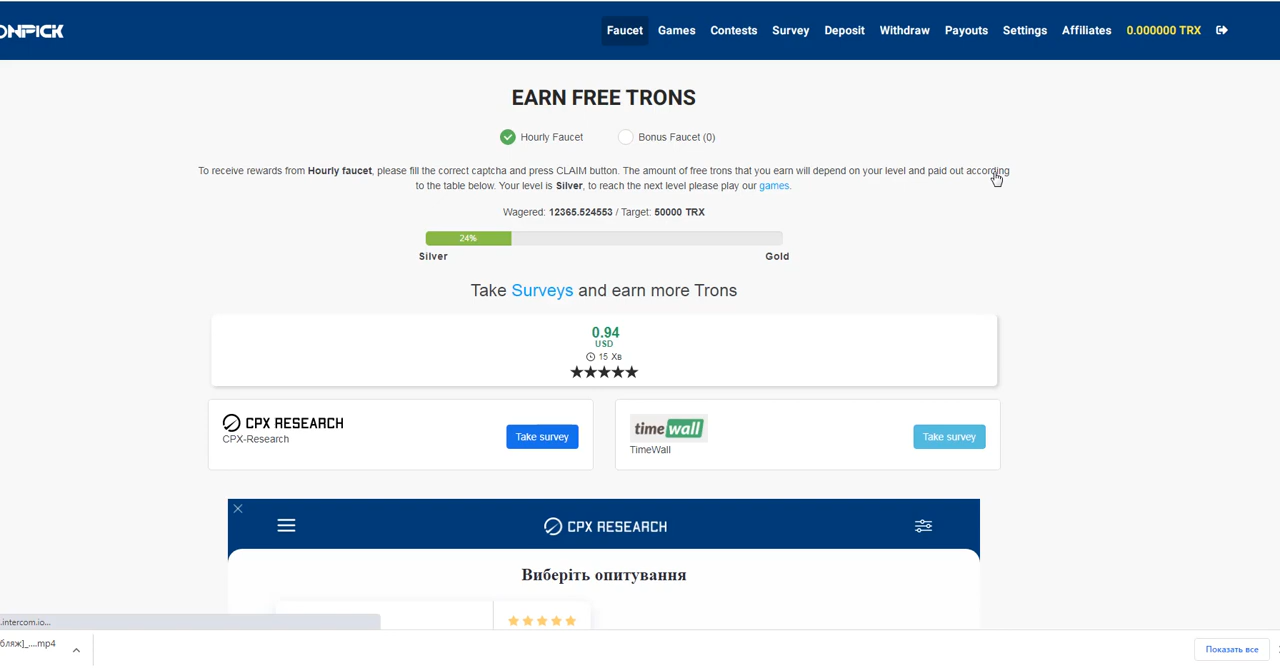 ONPICK
Faucet Games Contests Survey Deposit Withdraw Payouts Settings Affiliates 0.000000 TRX
EARN FREE TRONS
Hourly Faucet Bonus Faucet (0)
To receive rewards from Hourly faucet, please fill the correct captcha and press CLAIM button. The amount of free trons that you earn will depend on your level and paid out according
to the table below. Your level is Silver, to reach the next level please play our games.
Wagered: 12365.524553 / Target: 50000 TRX
24%
Silver Gold
Take Surveys and earn more Trons
0.94
USD
15 Хв
CPX RESEARCH
CPX-Research
Take survey
timewall
TimeWall
Take survey
CPX RESEARCH
Виберіть опитування
.intercom.io...
бляж]_....mp4
Показать все